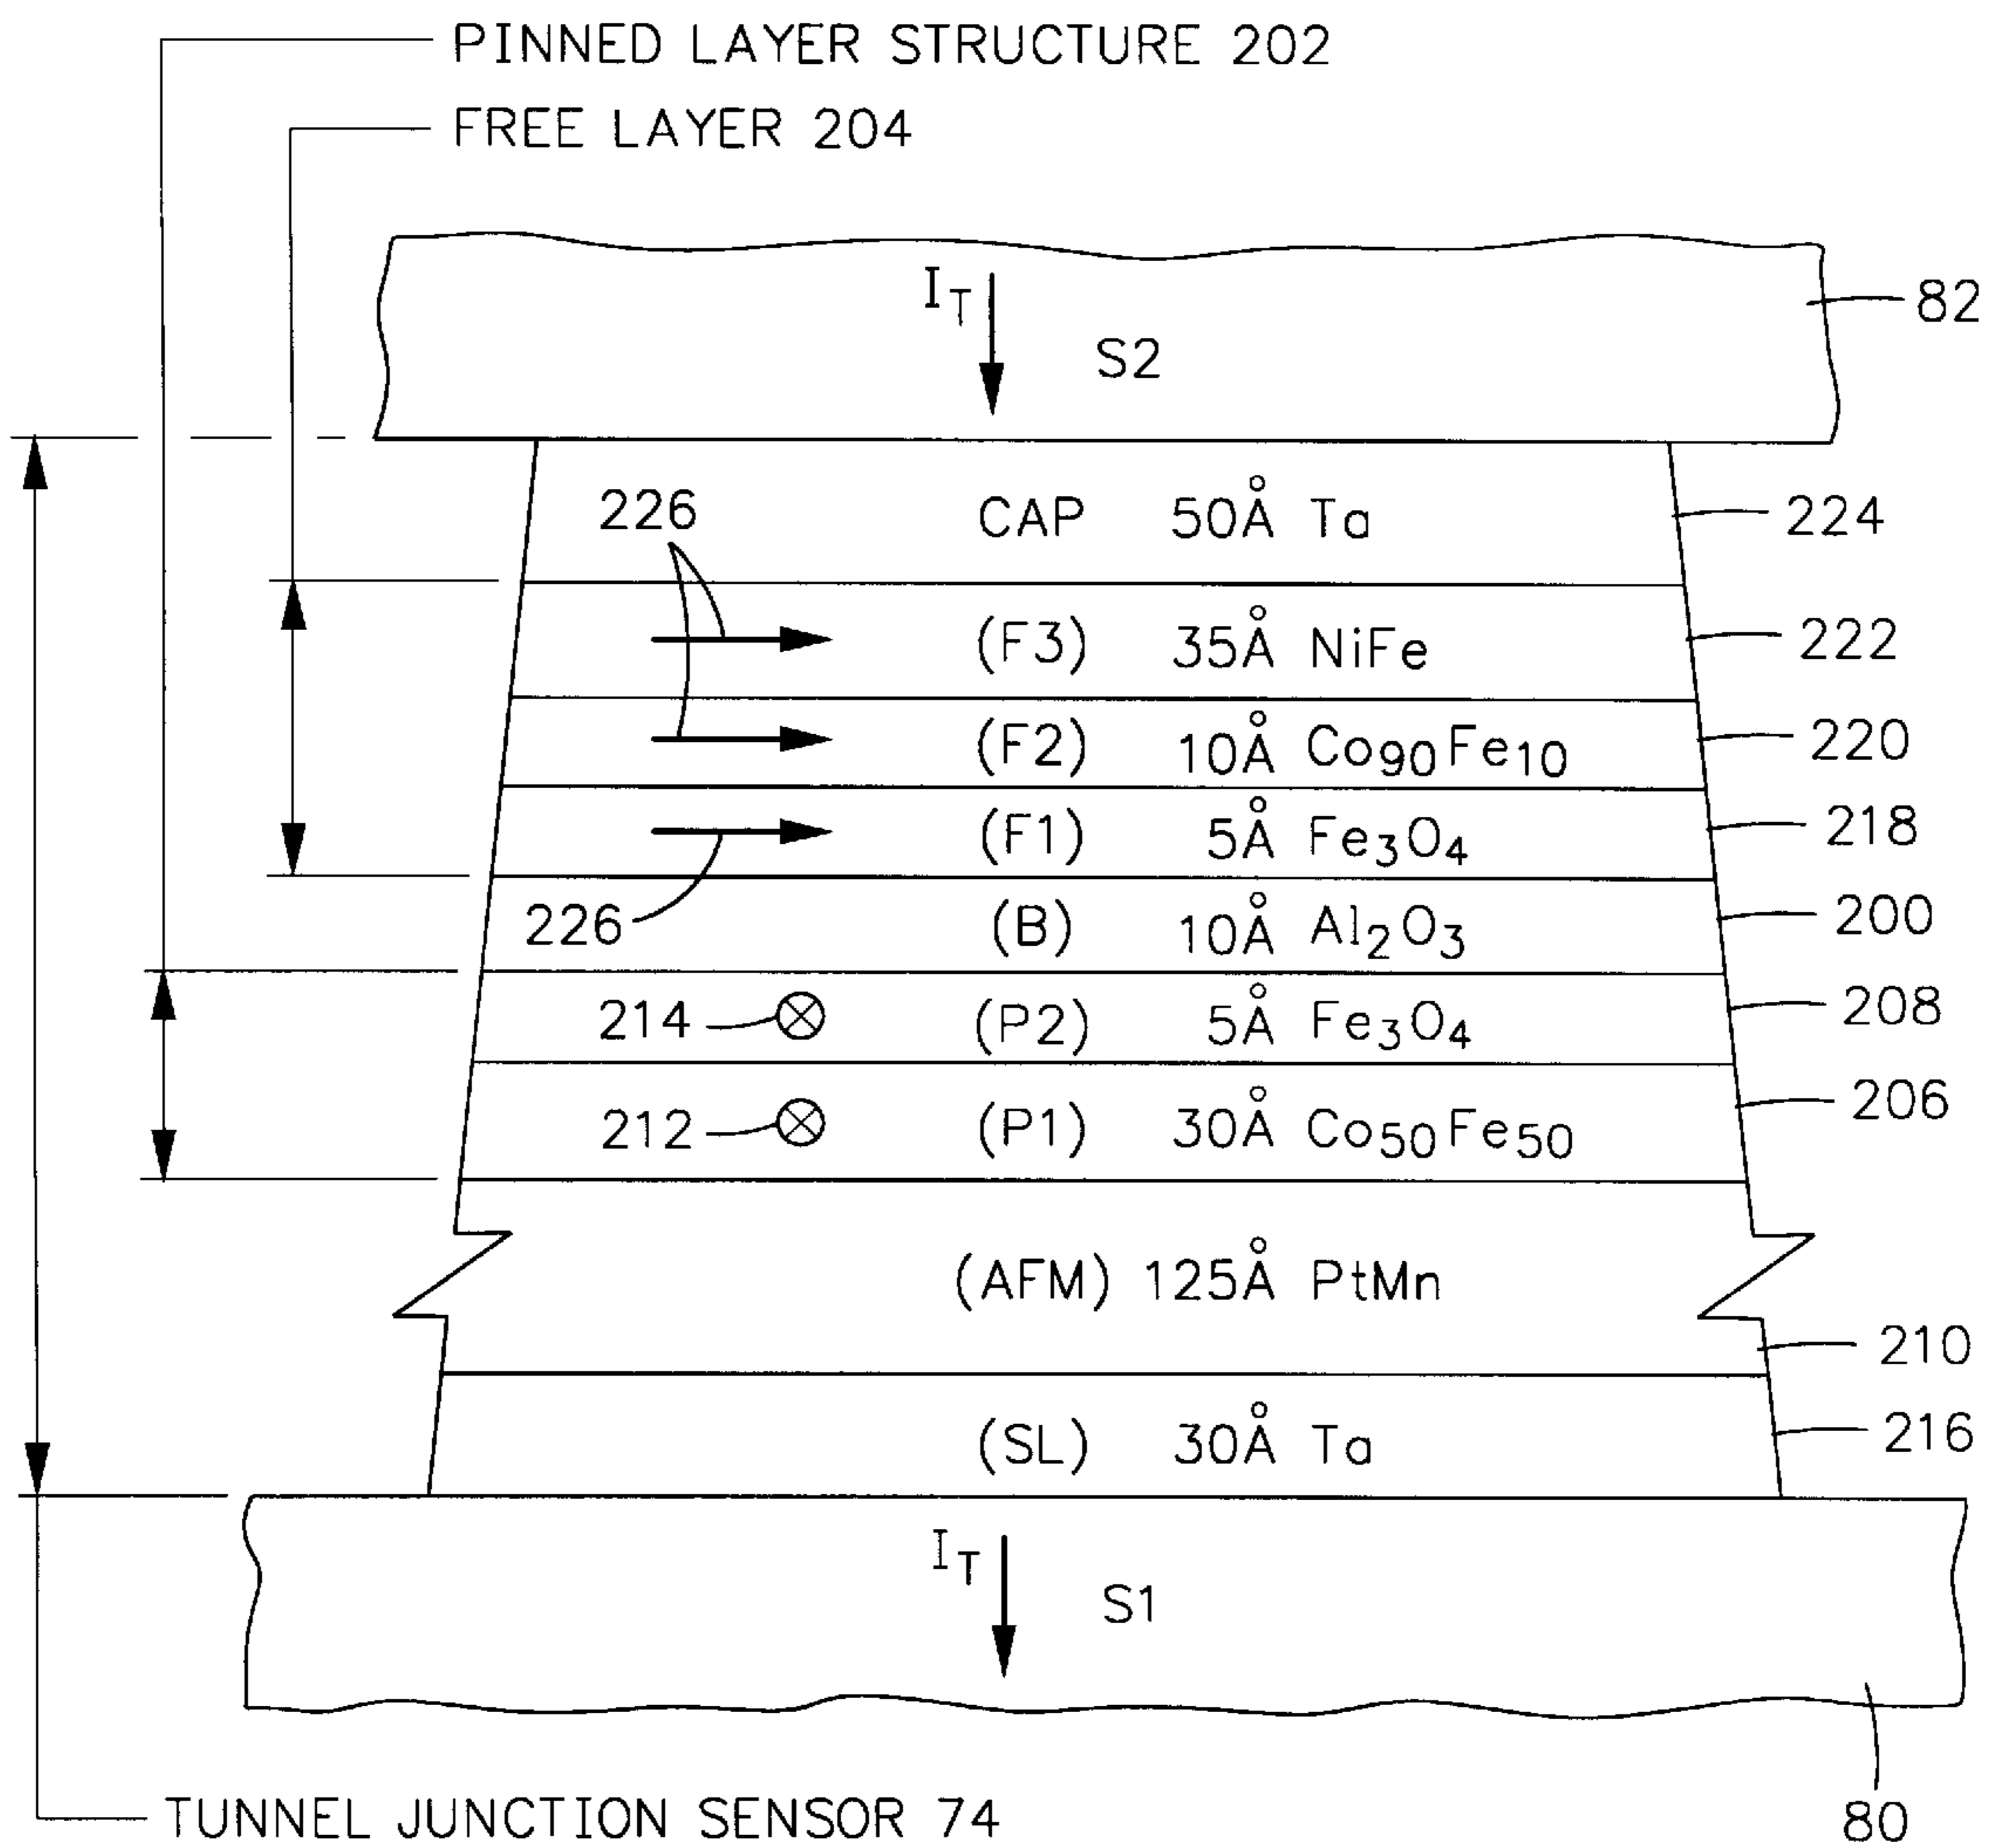 PINNED LAYER STRUCTURE 202
FREE LAYER 204
I_T
S2
82
CAP 50Å Ta
224
226
(F3) 35Å NiFe
222
(F2) 10Å Co₉₀Fe₁₀
220
(F1) 5Å Fe₃O₄
218
226
(B) 10Å Al₂O₃
200
214
(P2) 5Å Fe₃O₄
208
212
(P1) 30Å Co₅₀Fe₅₀
206
(AFM) 125Å PtMn
210
(SL) 30Å Ta
216
I_T
S1
80
TUNNEL JUNCTION SENSOR 74